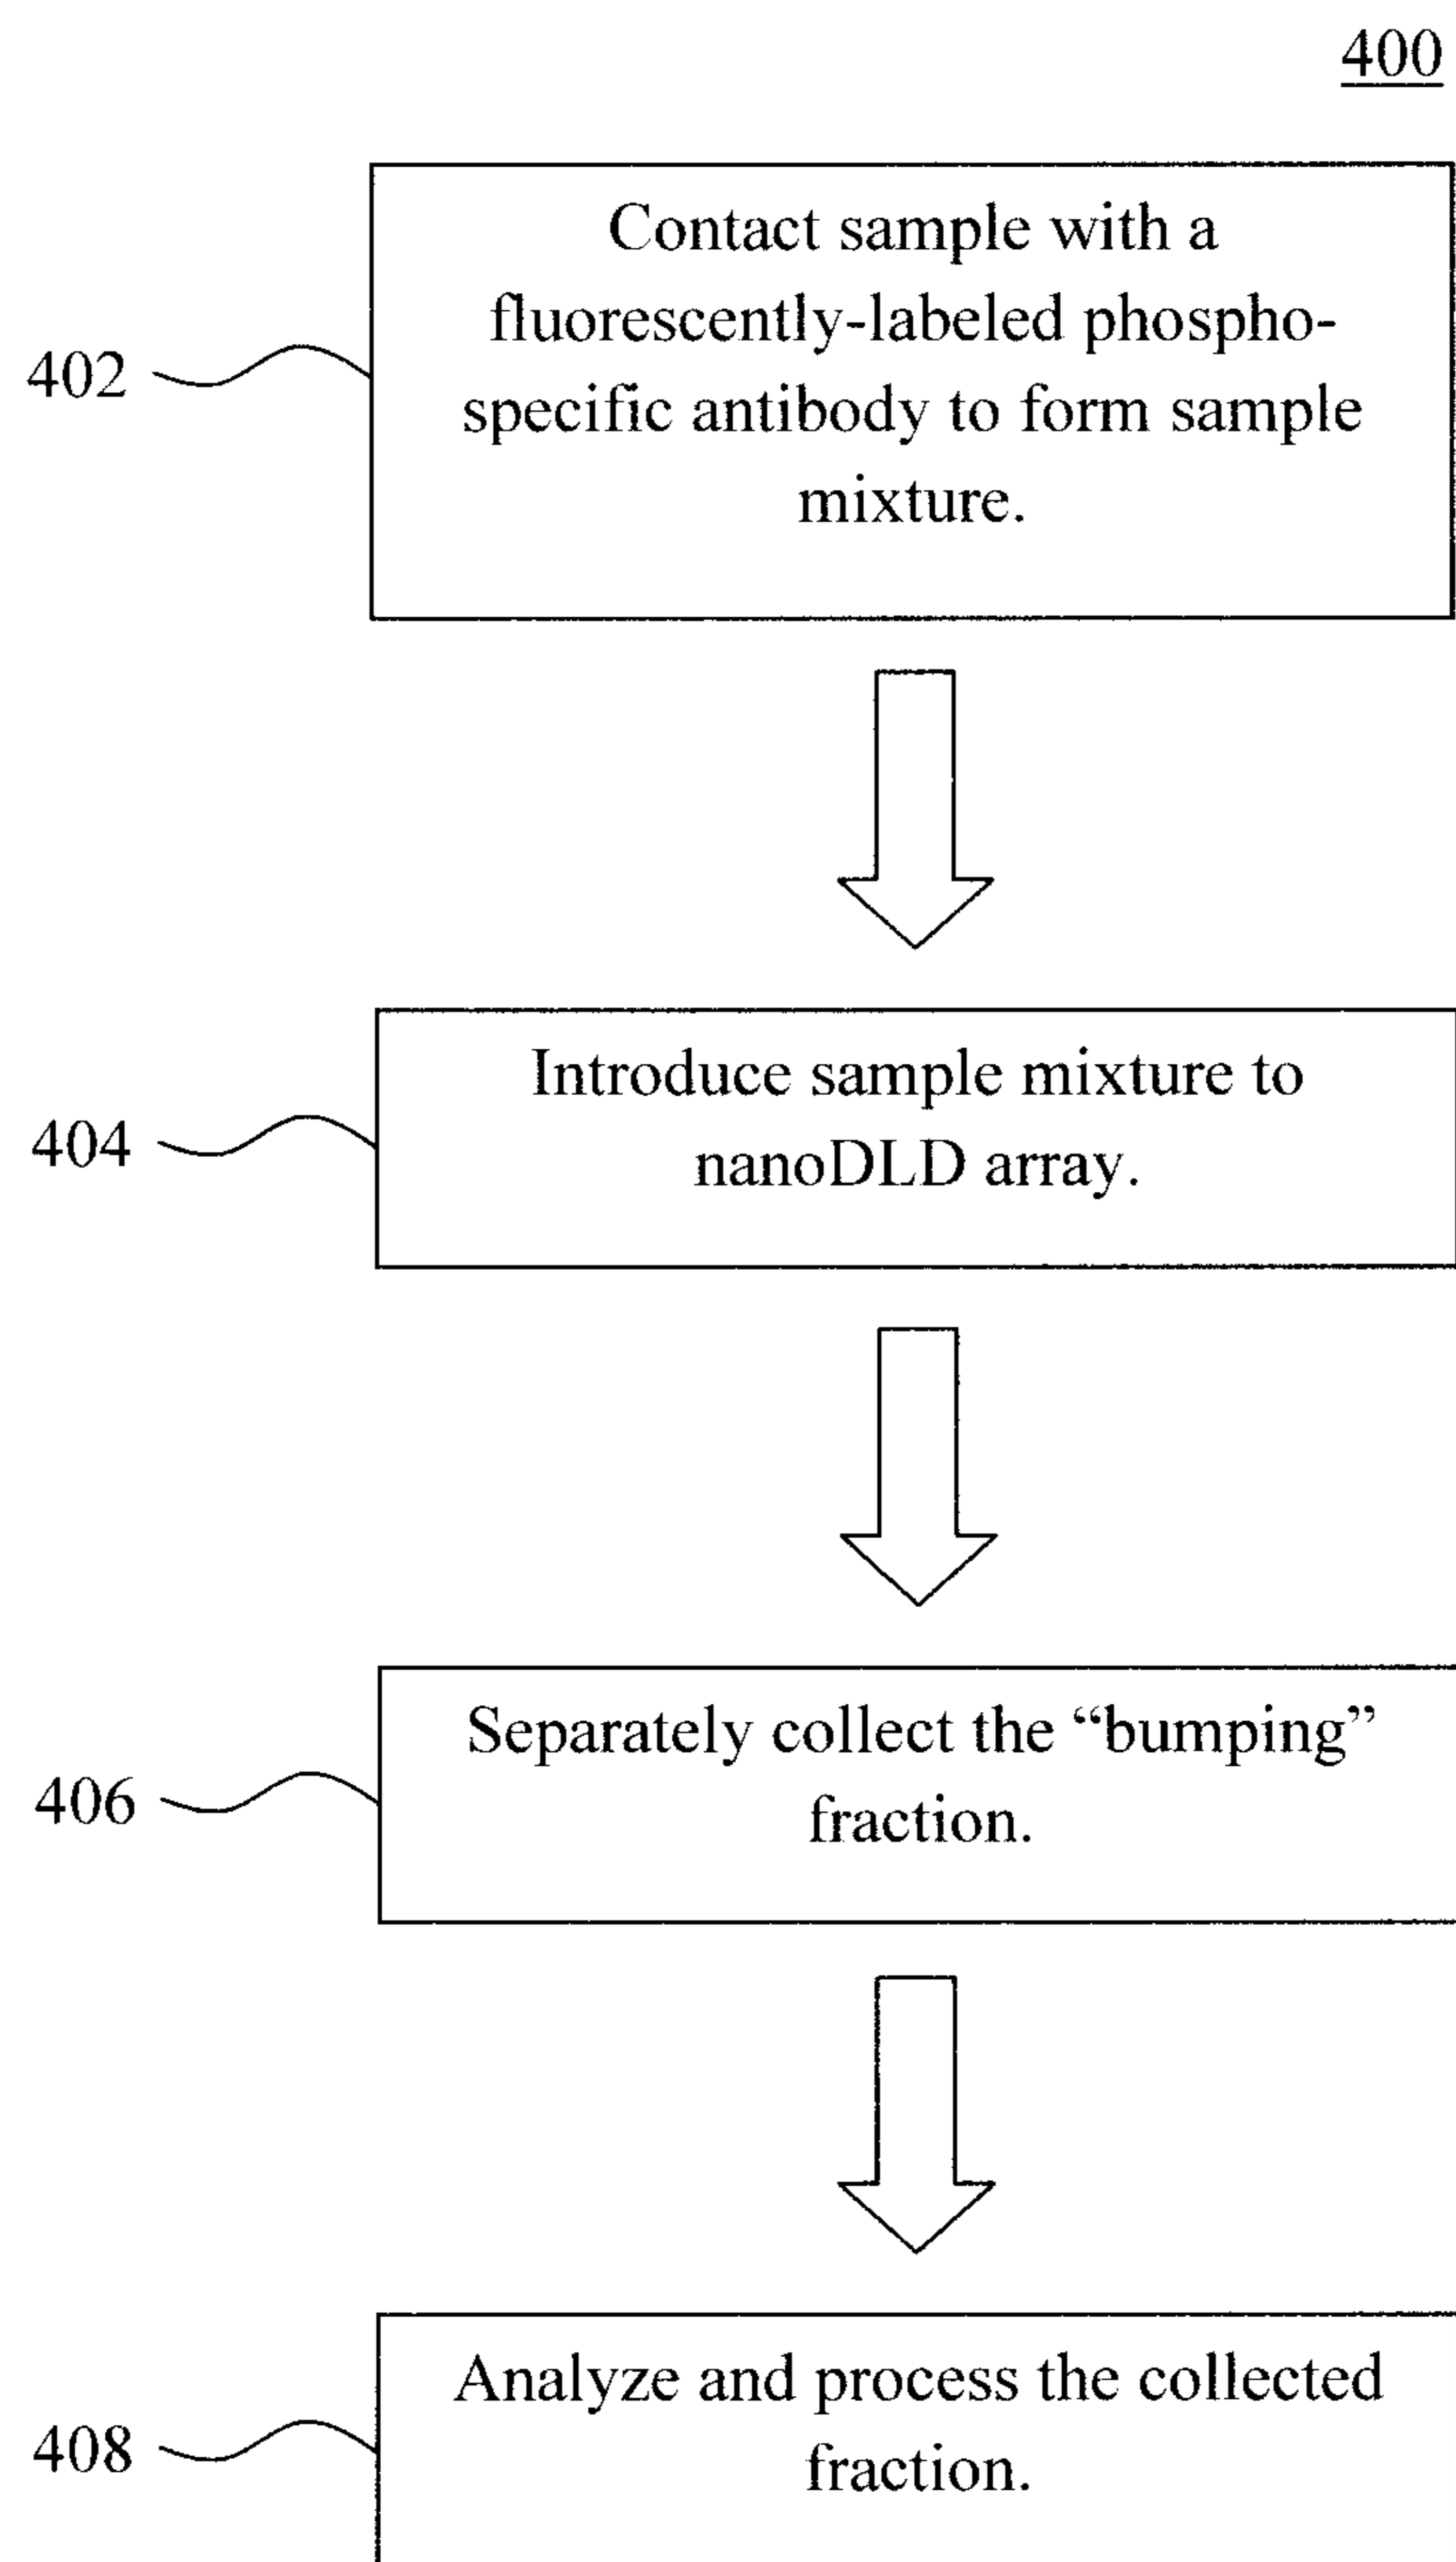 400
Contact sample with a
fluorescently-labeled phospho-
specific antibody to form sample
mixture.
402
Introduce sample mixture to
nanoDLD array.
404
Separately collect the “bumping”
fraction.
406
Analyze and process the collected
fraction.
408